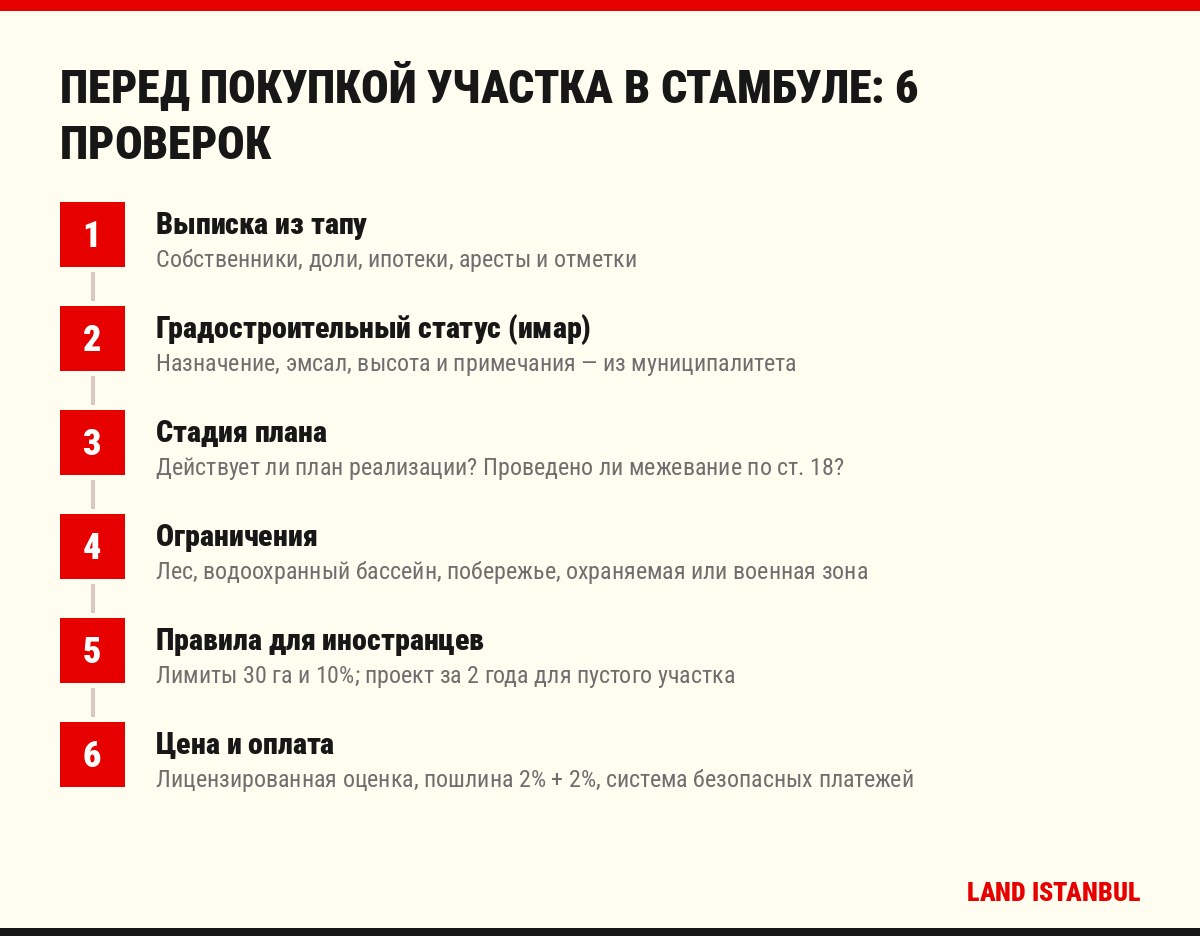 ПЕРЕД ПОКУПКОЙ УЧАСТКА В СТАМБУЛЕ: 6
ПРОВЕРОК
1
Выписка из тапу
Собственники, доли, ипотеки, аресты и отметки
2
Градостроительный статус (имар)
Назначение, эмсал, высота и примечания — из муниципалитета
3
Стадия плана
Действует ли план реализации? Проведено ли межевание по ст. 18?
4
Ограничения
Лес, водоохранный бассейн, побережье, охраняемая или военная зона
5
Правила для иностранцев
Лимиты 30 га и 10%; проект за 2 года для пустого участка
6
Цена и оплата
Лицензированная оценка, пошлина 2% + 2%, система безопасных платежей
LAND ISTANBUL